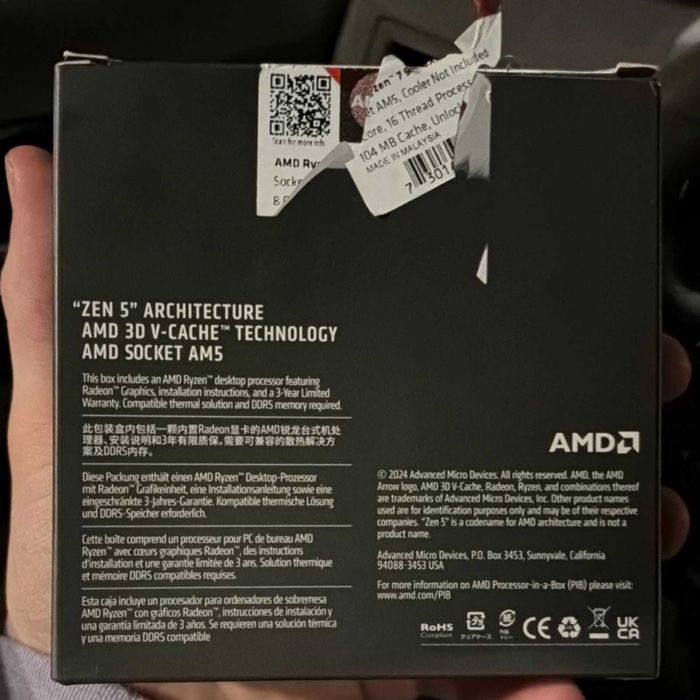 Scan for more info
AMD
Socke
8
zen™ 7 9
et AM5, Cooler Not Included
ore, 16 Thread Process
104 MB Cache, Unlock
MADE IN MALAYSIA
7 301
"ZEN 5" ARCHITECTURE
AMD 3D V-CACHE™ TECHNOLOGY
AMD SOCKET AM5
This box includes an AMD Ryzen™ desktop processor featuring
Radeon™ Graphics, installation instructions, and a 3-Year Limited
Warranty. Compatible thermal solution and DDR5 memory required.
此包装盒内包括一颗内置Radeon显卡的AMD锐龙台式机处
理器、安装说明和3年有限质保。需要可兼容的散热解决方
案及DDR5内存。
Diese Packung enthält einen AMD Ryzen™ Desktop-Prozessor
mit Radeon™ Grafikeinheit, eine Installationsanleitung sowie eine
eingeschränkte 3-Jahres-Garantie. Kompatible thermische Lösung
und DDR5-Speicher erforderlich.
Cette boîte comprend un processeur pour PC de bureau AMD
Ryzen™ avec cœurs graphiques Radeon™, des instructions
d'installation et une garantie limitée de 3 ans. Solution thermique
et mémoire DDR5 compatibles requises.
Esta caja incluye un procesador para ordenadores de sobremesa
AMD Ryzen™ con gráficos Radeon™, instrucciones de instalación y
una garantía limitada de 3 años. Se requieren una solución térmica
y una memoria DDR5 compatible
AMD
© 2024 Advanced Micro Devices. All rights reserved. AMD, the AMD
Arrow logo, AMD 3D V-Cache, Radeon, Ryzen, and combinations thereof
are trademarks of Advanced Micro Devices, Inc. Other product names
used are for identification purposes only and may be of their respective
companies. "Zen 5" is a codename for AMD architecture and is not a
product name.
Advanced Micro Devices, P.O. Box 3453, Sunnyvale, California
94088-3453 USA
For more information on AMD Processor-in-a-Box (PIB) please visit:
www.amd.com/PIB
RoHS
Compliant
プラ
クリアケース
CE
UK
CA